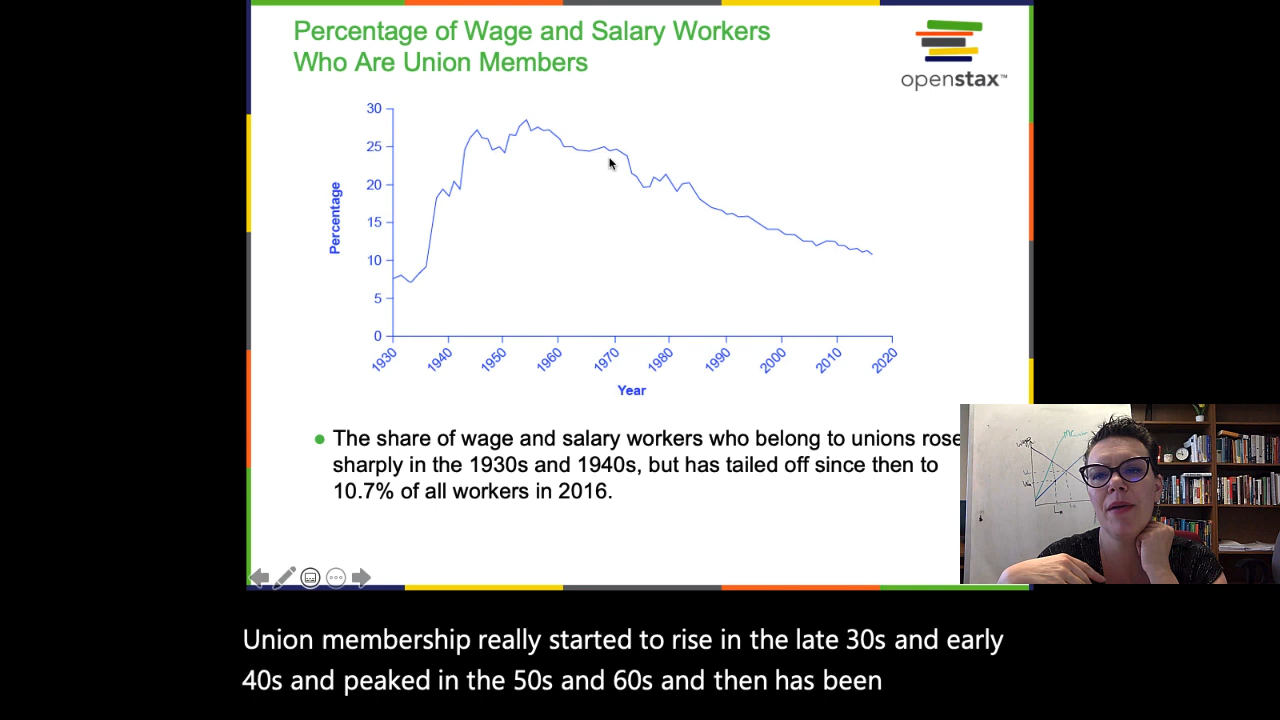 Percentage of Wage and Salary Workers
Who Are Union Members
openstax™
30
25
20
15
10
5
0
Percentage
1930
1940
1950
1960
1970
1980
1990
2000
2010
2020
Year
The share of wage and salary workers who belong to unions rose
sharply in the 1930s and 1940s, but has tailed off since then to
10.7% of all workers in 2016.
Union membership really started to rise in the late 30s and early
40s and peaked in the 50s and 60s and then has been